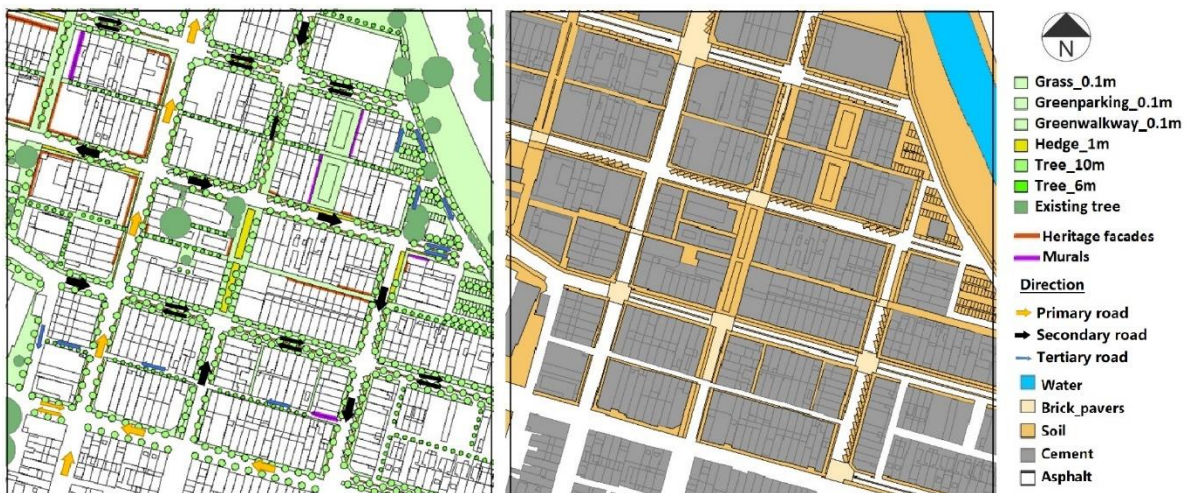 N
Grass_0.1m
Greenparking_0.1m
Greenwalkway_0.1m
Hedge_1m
Tree_10m
Tree_6m
Existing tree
Heritage facades
Murals
Direction
Primary road
Secondary road
Tertiary road
Water
Brick_pavers
Soil
Cement
Asphalt